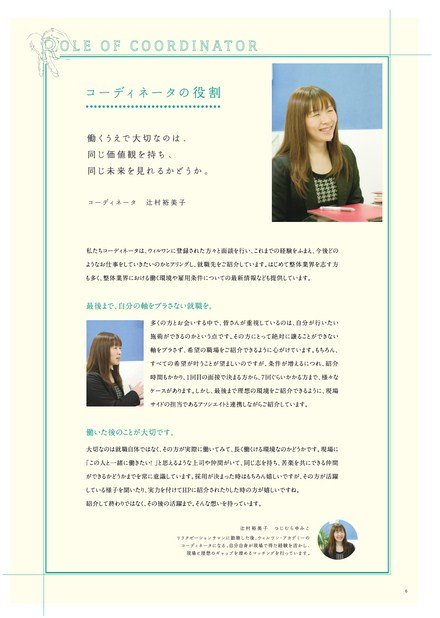 ROLE OF COORDINATOR
コーディネータの役割
働くうえで大切なのは、
同じ価値観を持ち、
同じ未来を見れるかどうか。
コーディネータ　辻村裕美子
私たちコーディネータは、ウィルワンに登録された方々と面談を行い、これまでの経験をふまえ、今後どの
ようなお仕事をしていきたいのかとヒアリングし、就職先をご紹介しています。はじめて整体業界を志す方
も多く、整体業界における働く環境や雇用条件についての最新情報なども提供しています。
最後まで、自分の軸をブラさない就職を。
多くの方とお会いする中で、皆さんが重視しているのは、自分が行いたい
施術ができるのかという点です。その方にとって絶対に譲ることができない
軸をブラさず、希望の職場をご紹介できるように心がけています。もちろん、
すべての希望が叶うことが望ましいのですが、条件が増えるにつれ、紹介
時間もかかり、1回目の面接で決まる方から、7回ぐらいかかる方まで、様々な
ケースがあります。しかし、最後まで理想の環境をご紹介できるように、現場
サイドの担当であるアソシエイトと連携しながらご紹介しています。
働いた後のことが大切です。
大切なのは就職自体ではなく、その方が実際に働いてみて、長く働ける環境なのかどうかです。現場に
「この人と一緒に働きたい！」と思えるような上司や仲間がいて、同じ志を持ち、苦楽を共にできる仲間
ができるかどうかまでを常に意識しています。採用が決まった時はもちろん嬉しいですが、その方が活躍
している様子を聞いたり、実力を付けてHPに紹介されたりした時の方が嬉しいですね。
紹介して終わりではなく、その後の活躍まで。そんな想いを持っています。
辻村裕美子　つじむらゆみこ
リラクゼーションサロンに勤務した後、ウィルワン・アカデミーの
コーディネータになる。自分自身が現場で得た経験を活かし、
現場と理想のギャップを埋めるマッチングを行っています。
6